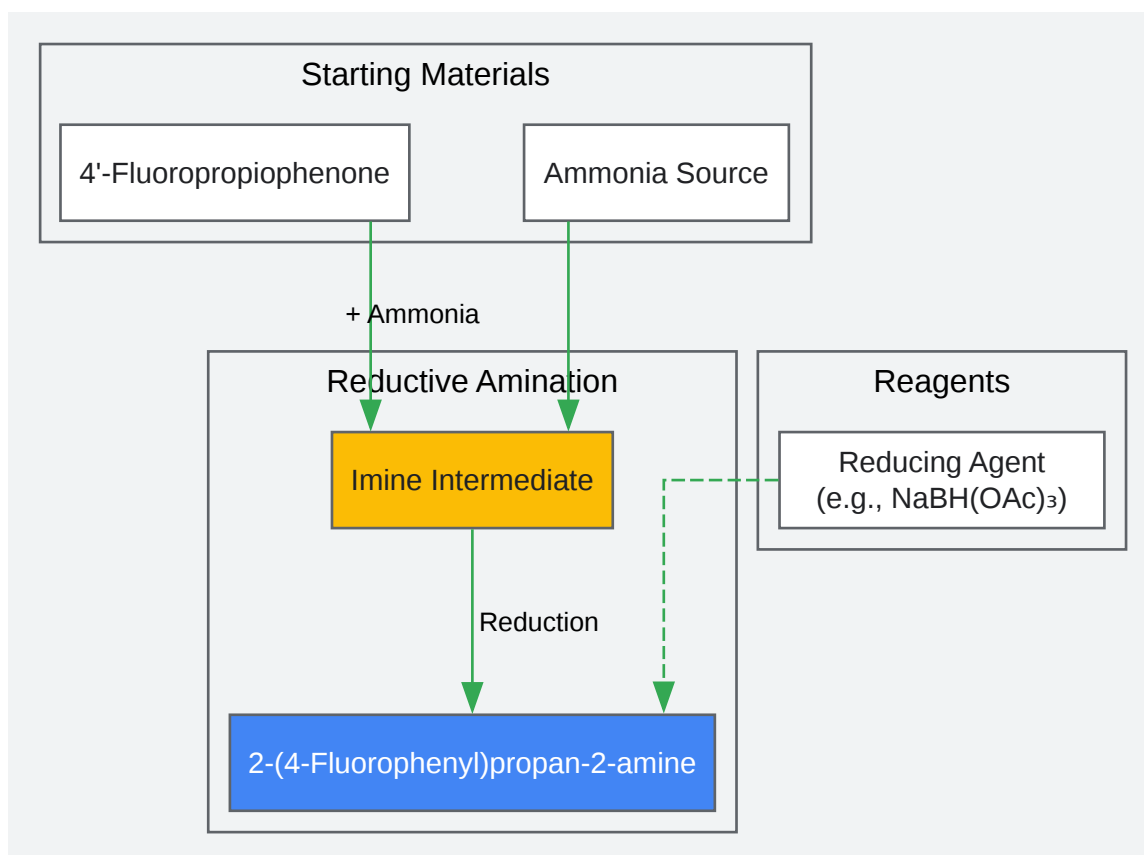 Starting Materials
4'-Fluoropropiophenone
Ammonia Source
+ Ammonia
Reductive Amination
Reagents
Imine Intermediate
Reducing Agent
(e.g., NaBH(OAc)₃)
Reduction
2-(4-Fluorophenyl)propan-2-amine